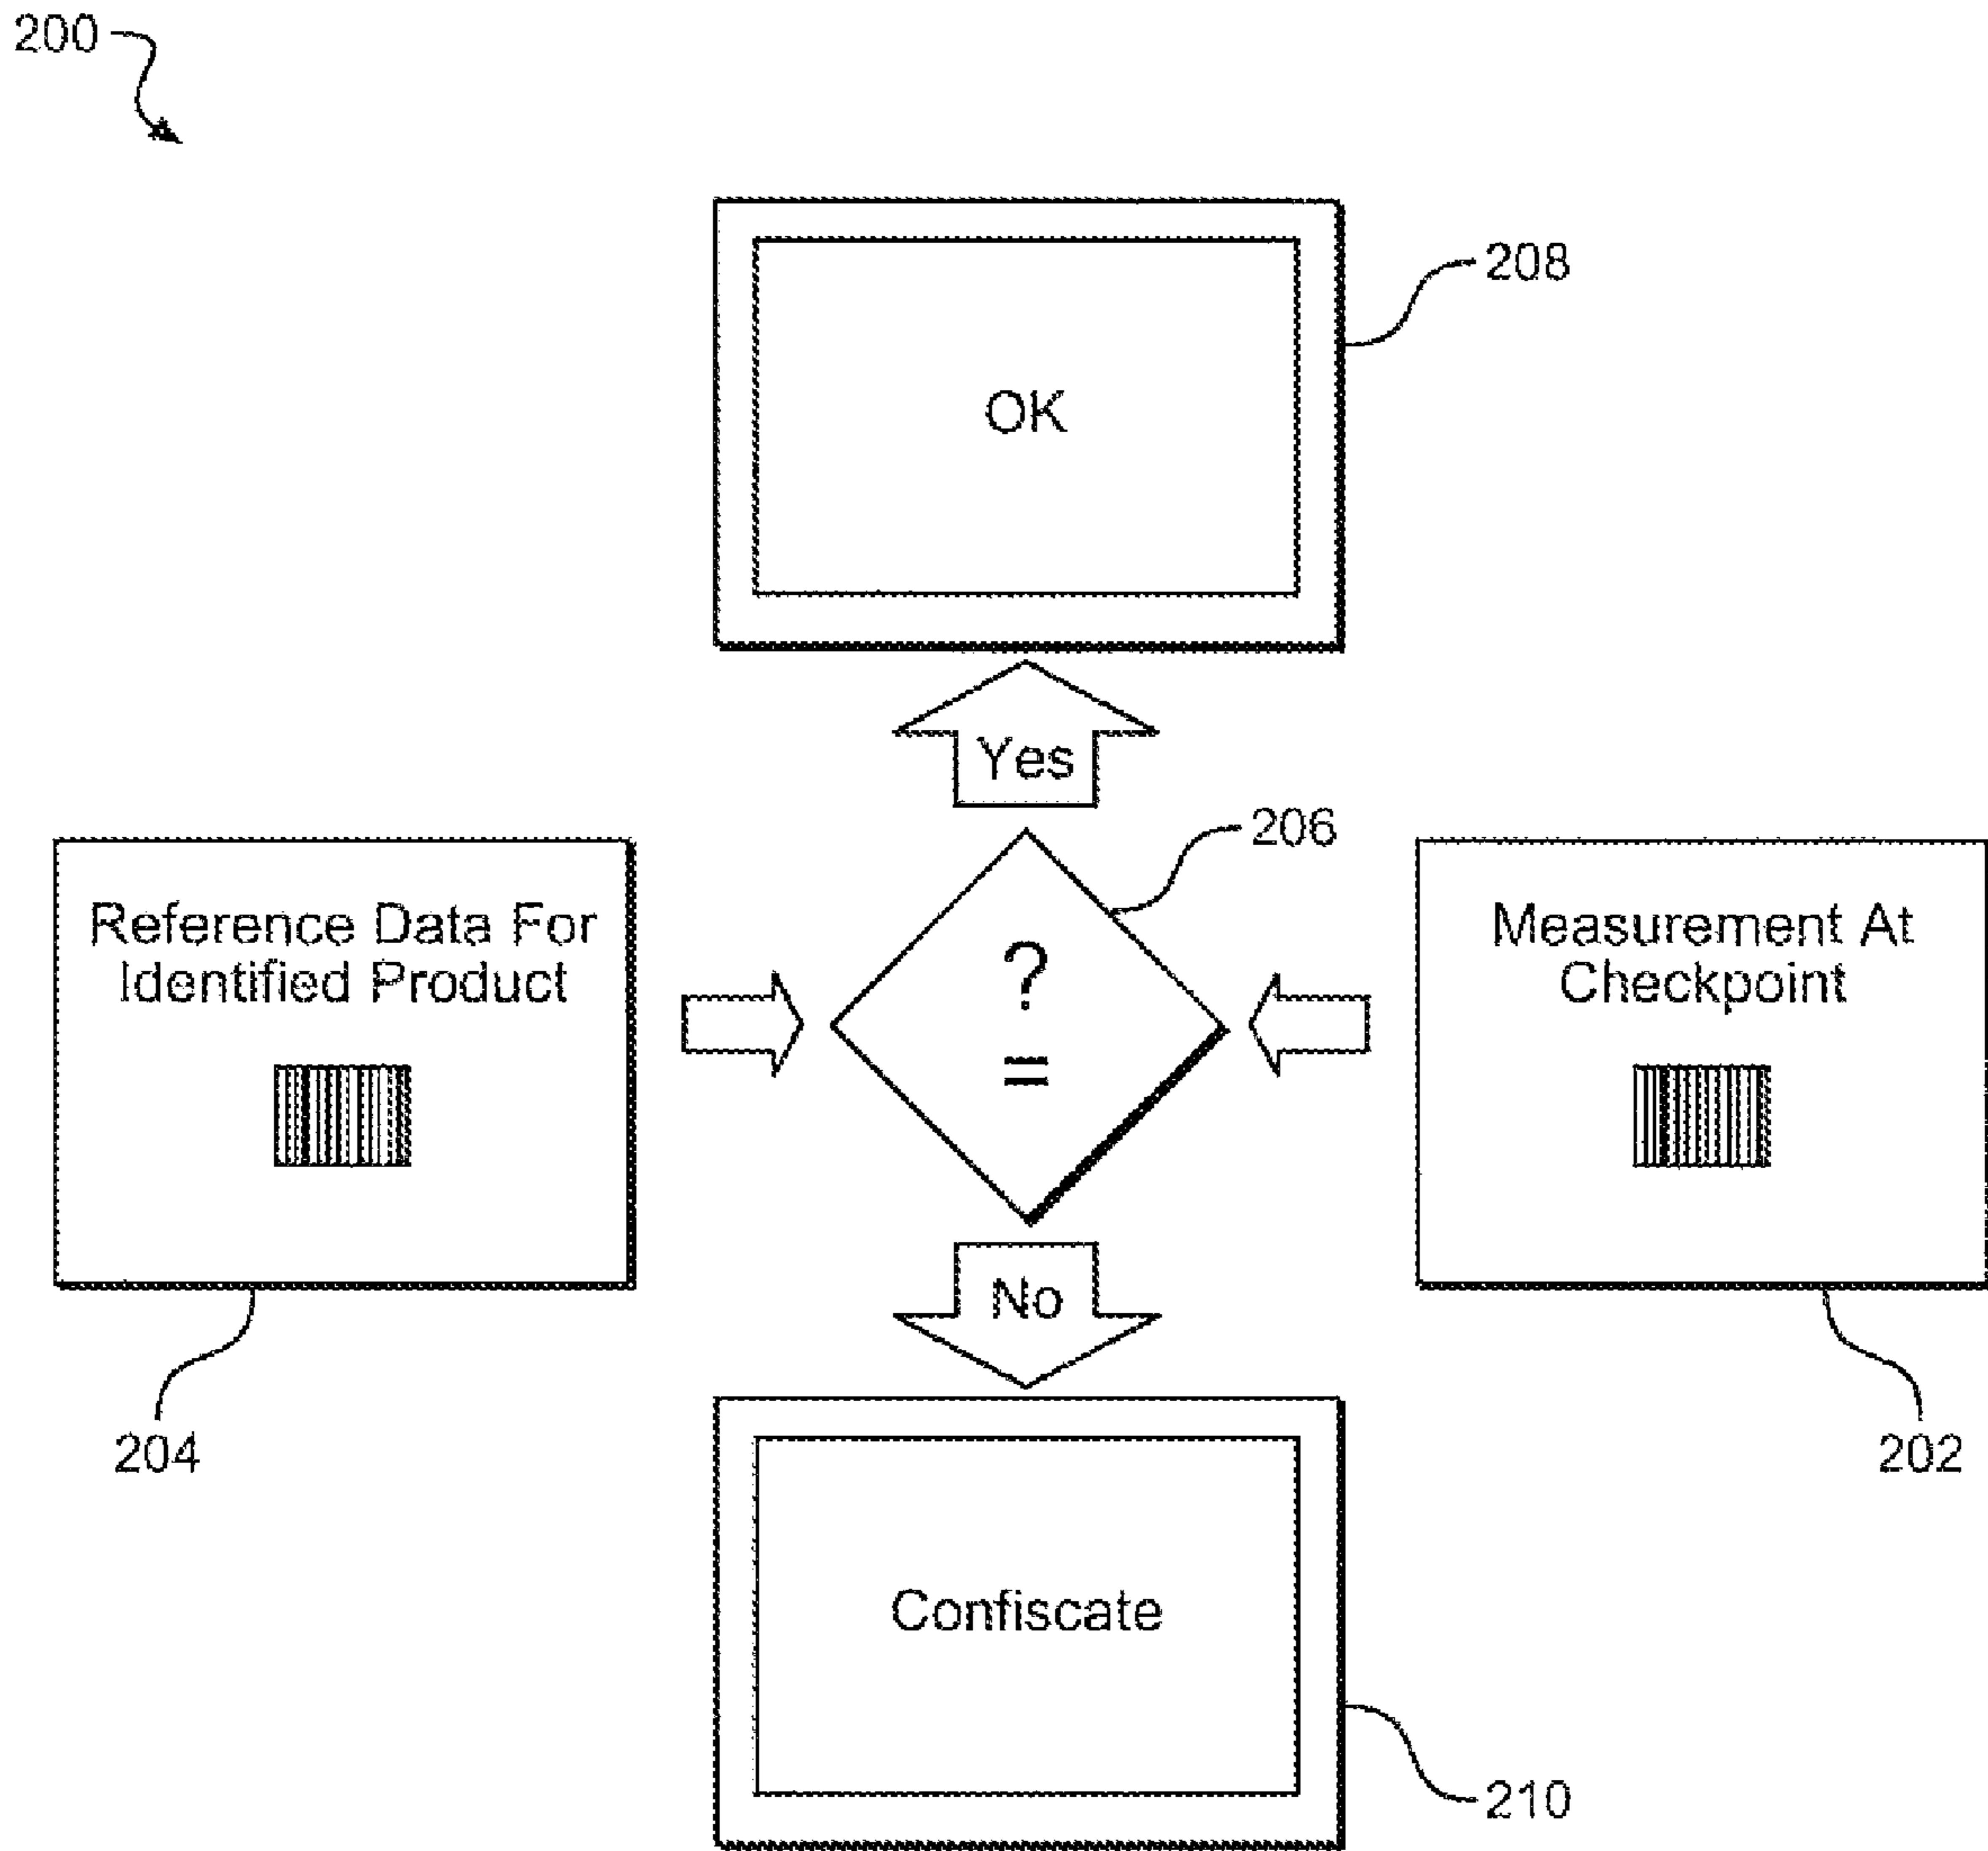 200
208
OK
Yes
206
Reference Data For
Identified Product
?
=
Measurement At
Checkpoint
No
204
202
Confiscate
210